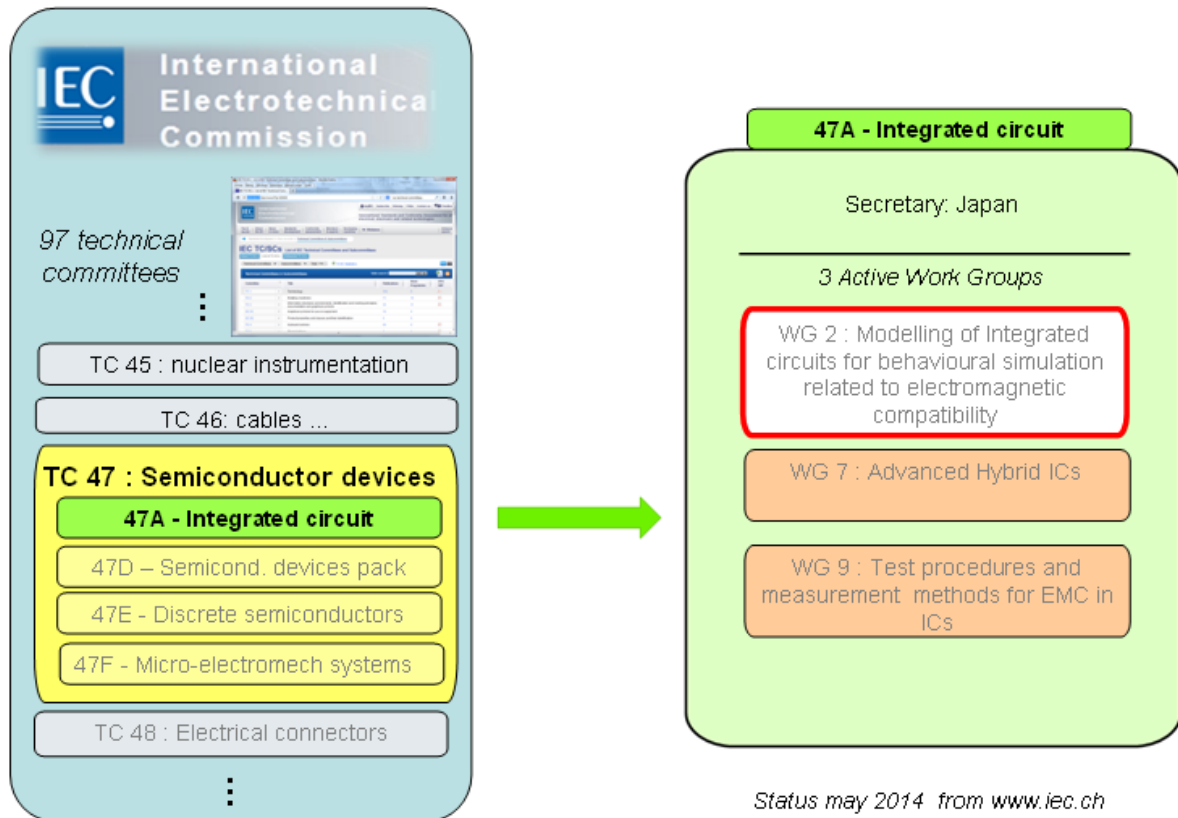 IEC
International
Electrotechnical
Commission
97 technical
committees
IEC TC/SCs
TC 45 : nuclear instrumentation
TC 46: cables ...
TC 47 : Semiconductor devices
47A - Integrated circuit
47D – Semicond. devices pack
47E - Discrete semiconductors
47F - Micro-electromech systems
TC 48 : Electrical connectors
47A - Integrated circuit
Secretary: Japan
3 Active Work Groups
WG 2 : Modelling of Integrated
circuits for behavioural simulation
related to electromagnetic
compatibility
WG 7 : Advanced Hybrid ICs
WG 9 : Test procedures and
measurement methods for EMC in
ICs
Status may 2014 from www.iec.ch